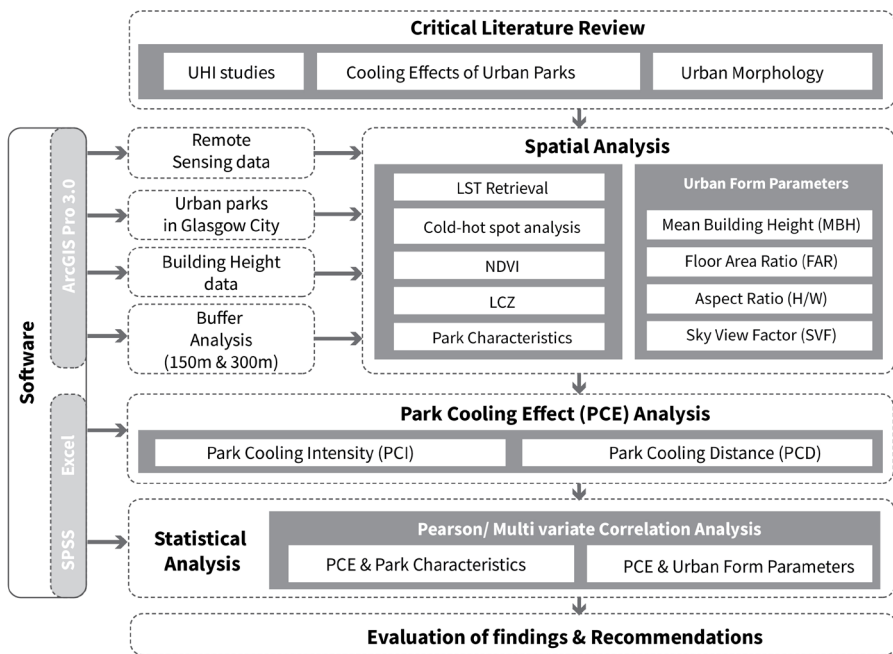 Critical Literature Review
UHI studies
Cooling Effects of Urban Parks
Urban Morphology
Software
ArcGIS Pro 3.0
Excel
SPSS
Remote
Sensing data
Urban parks
in Glasgow City
Building Height
data
Buffer
Analysis
(150m & 300m)
Spatial Analysis
LST Retrieval
Cold-hot spot analysis
NDVI
LCZ
Park Characteristics
Urban Form Parameters
Mean Building Height (MBH)
Floor Area Ratio (FAR)
Aspect Ratio (H/W)
Sky View Factor (SVF)
Park Cooling Effect (PCE) Analysis
Park Cooling Intensity (PCI)
Park Cooling Distance (PCD)
Statistical
Analysis
Pearson/ Multi variate Correlation Analysis
PCE & Park Characteristics
PCE & Urban Form Parameters
Evaluation of findings & Recommendations